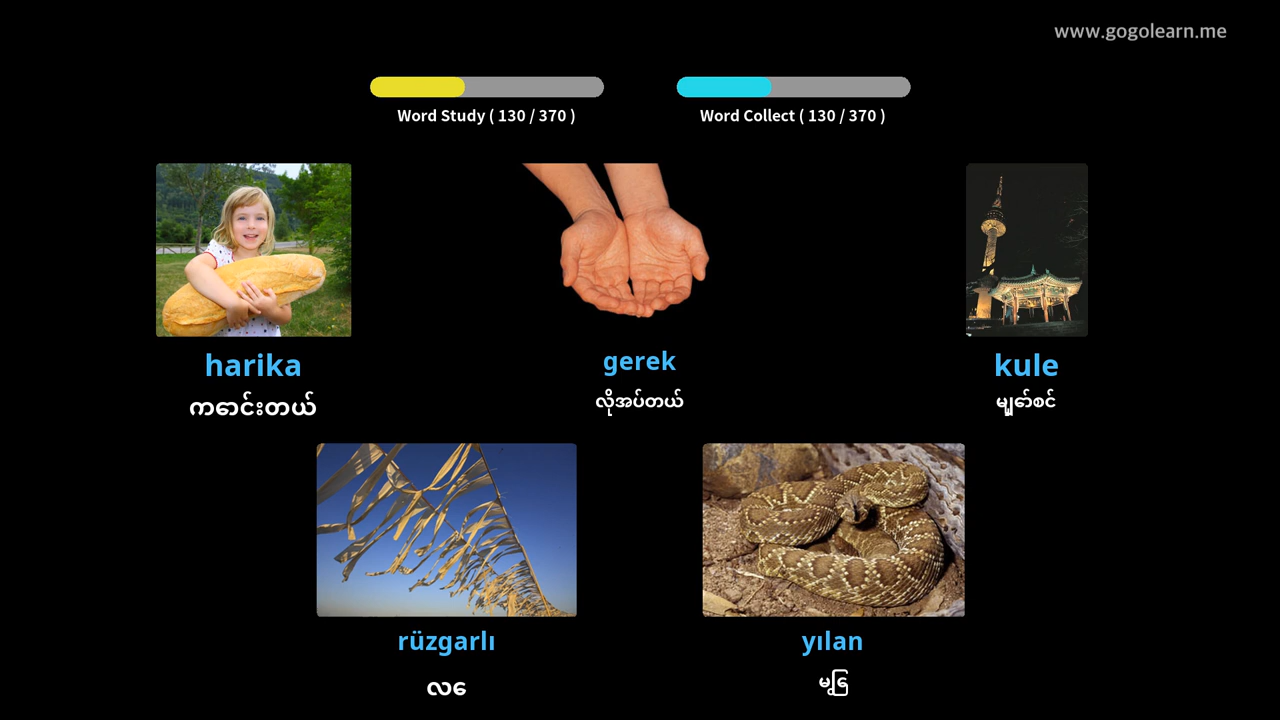 www.gogolearn.me
Word Study ( 130 / 370 )
Word Collect ( 130 / 370 )
harika
ကောင်းတယ်
gerek
လိုအပ်တယ်
kule
မျှော်စင်
rüzgarlı
လေ
yılan
မြွေ